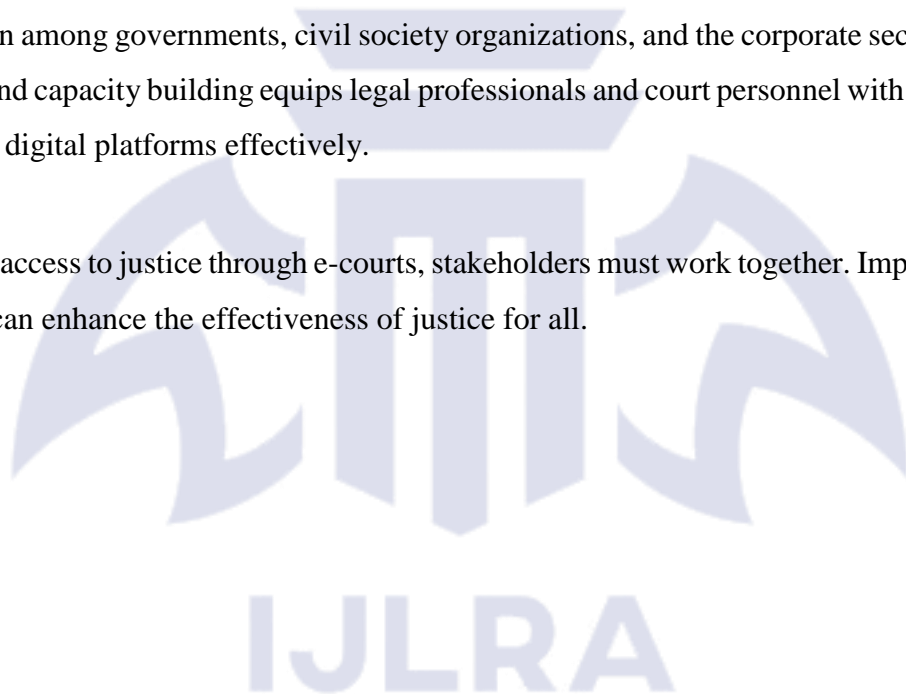 n among governments, civil society organizations, and the corporate sec
nd capacity building equips legal professionals and court personnel with
digital platforms effectively.
access to justice through e-courts, stakeholders must work together. Imp
can enhance the effectiveness of justice for all.
IJLRA